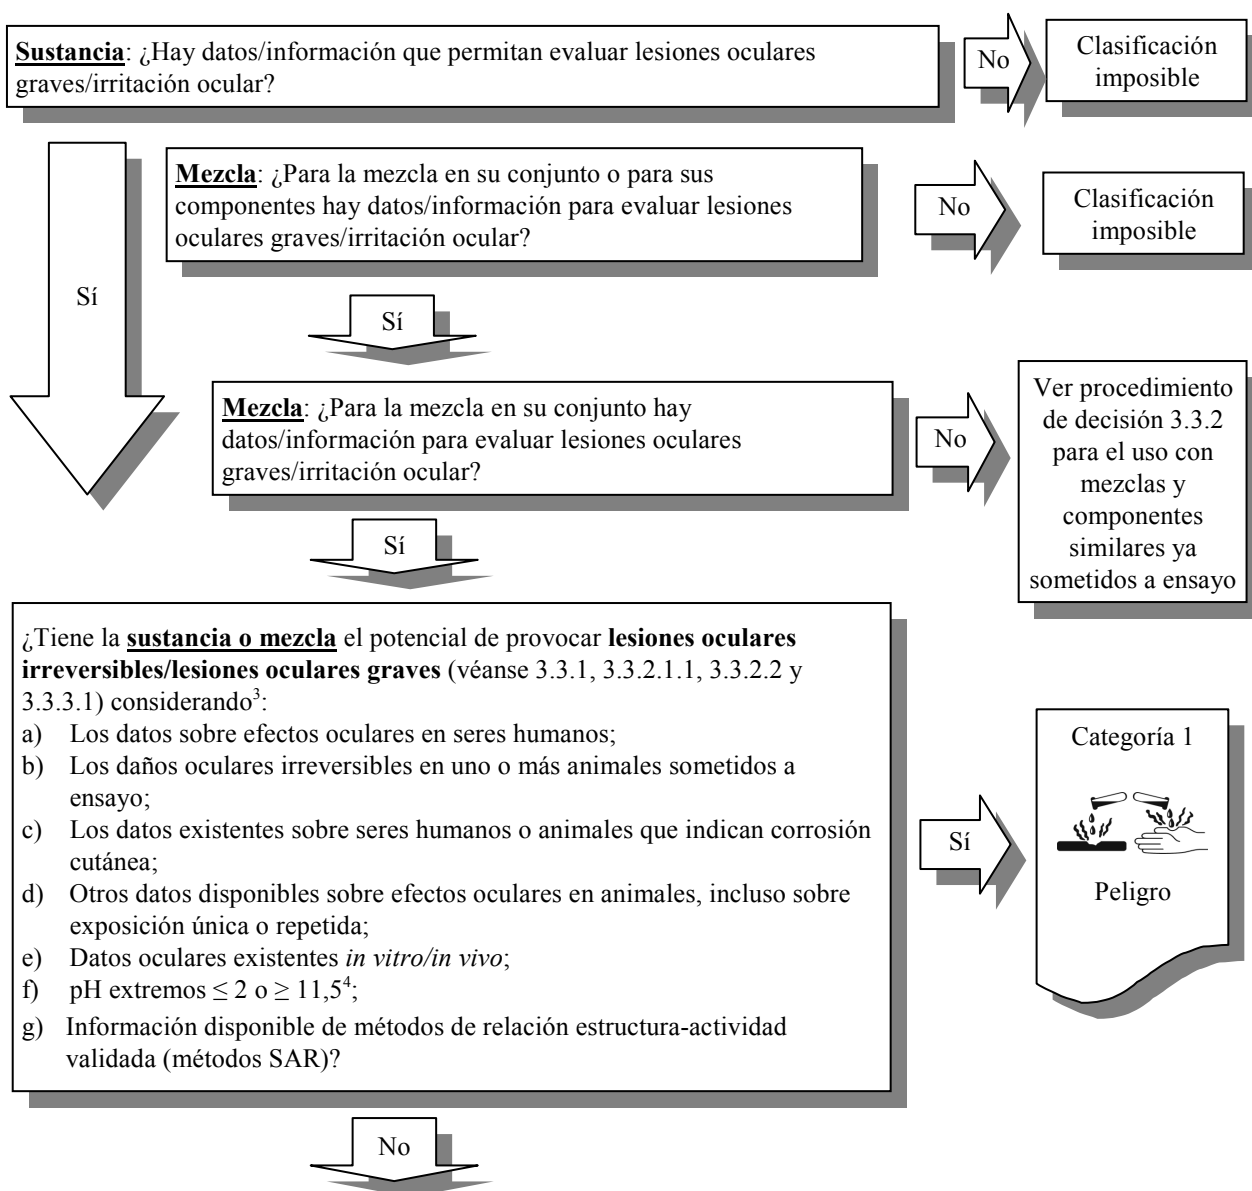 Sustancia: ¿Hay datos/información que permitan evaluar lesiones oculares
graves/irritación ocular?
No
Clasificación
imposible
Mezcla: ¿Para la mezcla en su conjunto o para sus
componentes hay datos/información para evaluar lesiones
oculares graves/irritación ocular?
No
Clasificación
imposible
Sí
Sí
Mezcla: ¿Para la mezcla en su conjunto hay
datos/información para evaluar lesiones oculares
graves/irritación ocular?
No
Ver procedimiento
de decisión 3.3.2
para el uso con
mezclas y
componentes
similares ya
sometidos a ensayo
Sí
¿Tiene la sustancia o mezcla el potencial de provocar lesiones oculares
irreversibles/lesiones oculares graves (véanse 3.3.1, 3.3.2.1.1, 3.3.2.2 y
3.3.3.1) considerando³:
a) Los datos sobre efectos oculares en seres humanos;
b) Los daños oculares irreversibles en uno o más animales sometidos a
ensayo;
c) Los datos existentes sobre seres humanos o animales que indican corrosión
cutánea;
d) Otros datos disponibles sobre efectos oculares en animales, incluso sobre
exposición única o repetida;
e) Datos oculares existentes in vitro/in vivo;
f) pH extremos ≤ 2 o ≥ 11,5⁴;
g) Información disponible de métodos de relación estructura-actividad
validada (métodos SAR)?
Sí
Categoría 1
Peligro
No